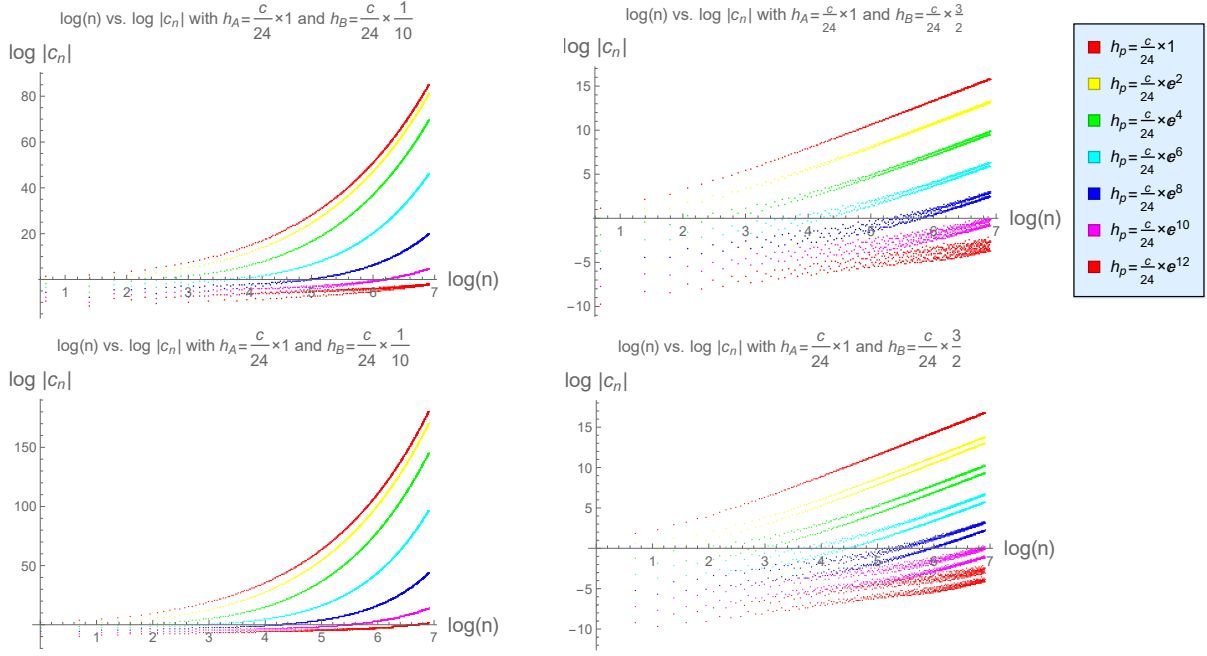 log(n) vs. log |c_n| with h_A = c/24 × 1 and h_B = c/24 × 1/10
log |c_n|
80
60
40
20
1 2 3 4 5 6 7 log(n)
log(n) vs. log |c_n| with h_A = c/24 × 1 and h_B = c/24 × 3/2
log |c_n|
15
10
5
1 2 3 4 5 6 7 log(n)
−5
−10
h_p = c/24 × 1
h_p = c/24 × e^2
h_p = c/24 × e^4
h_p = c/24 × e^6
h_p = c/24 × e^8
h_p = c/24 × e^10
h_p = c/24 × e^12
log(n) vs. log |c_n| with h_A = c/24 × 1 and h_B = c/24 × 1/10
log |c_n|
150
100
50
1 2 3 4 5 6 7 log(n)
log(n) vs. log |c_n| with h_A = c/24 × 1 and h_B = c/24 × 3/2
log |c_n|
15
10
5
1 2 3 4 5 6 7 log(n)
−5
−10